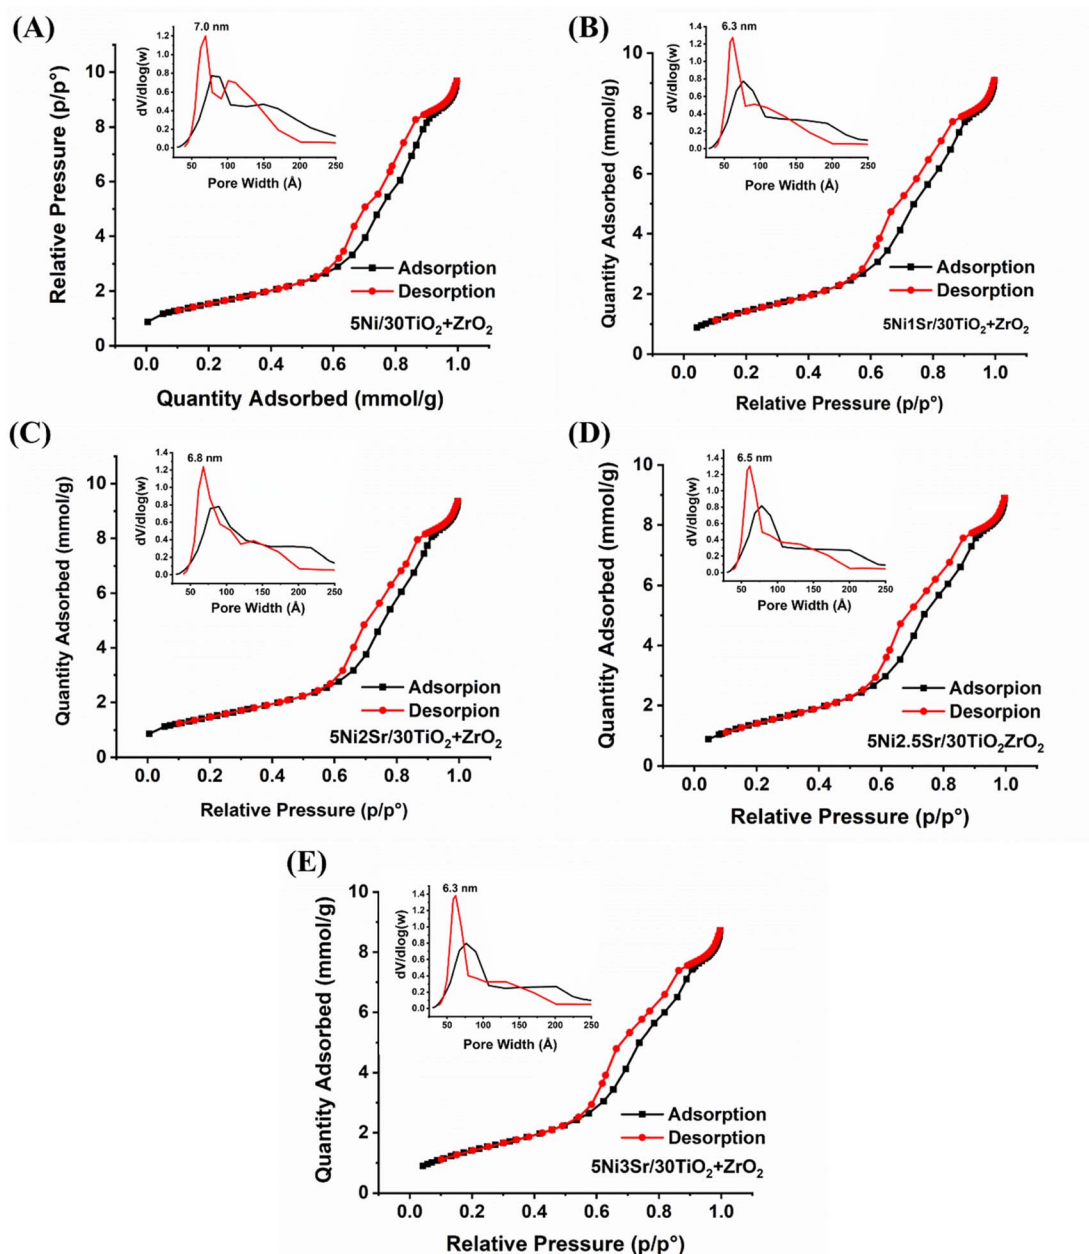 (A)
7.0 nm
dV/dlog(w)
1.2
1.0
0.8
0.6
0.4
0.2
0.0
50 100 150 200 250
Pore Width (Å)
Relative Pressure (p/p°)
10
8
6
4
2
0
Adsorption
Desorption
5Ni/30TiO₂+ZrO₂
0.0 0.2 0.4 0.6 0.8 1.0
Quantity Adsorbed (mmol/g)
(B)
6.3 nm
dV/dlog(w)
1.4
1.2
1.0
0.8
0.6
0.4
0.2
0.0
50 100 150 200 250
Pore Width (Å)
Quantity Adsorbed (mmol/g)
10
8
6
4
2
0
Adsorption
Desorption
5Ni1Sr/30TiO₂+ZrO₂
0.0 0.2 0.4 0.6 0.8 1.0
Relative Pressure (p/p°)
(C)
6.8 nm
dV/dlog(w)
1.4
1.2
1.0
0.8
0.6
0.4
0.2
0.0
50 100 150 200 250
Pore Width (Å)
Quantity Adsorbed (mmol/g)
10
8
6
4
2
0
Adsorpion
Desorpion
5Ni2Sr/30TiO₂+ZrO₂
0.0 0.2 0.4 0.6 0.8 1.0
Relative Pressure (p/p°)
(D)
6.5 nm
dV/dlog(w)
1.4
1.2
1.0
0.8
0.6
0.4
0.2
0.0
50 100 150 200 250
Pore Width (Å)
Quantity Adsorbed (mmol/g)
10
8
6
4
2
0
Adsorpion
Desorpion
5Ni2.5Sr/30TiO₂ZrO₂
0.0 0.2 0.4 0.6 0.8 1.0
Relative Pressure (p/p°)
(E)
6.3 nm
dV/dlog(w)
1.4
1.2
1.0
0.8
0.6
0.4
0.2
0.0
50 100 150 200 250
Pore Width (Å)
Quantity Adsorbed (mmol/g)
10
8
6
4
2
0
Adsorption
Desorption
5Ni3Sr/30TiO₂+ZrO₂
0.0 0.2 0.4 0.6 0.8 1.0
Relative Pressure (p/p°)